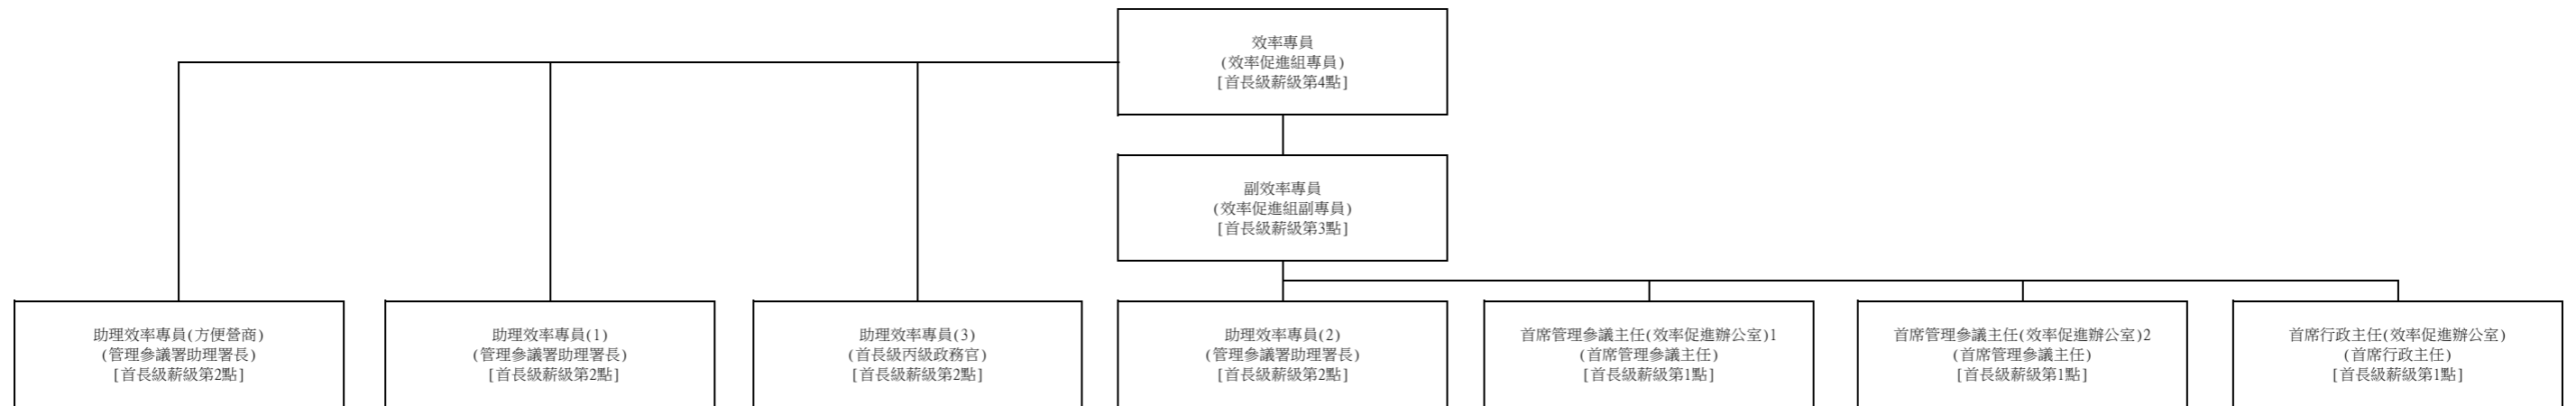 效率專員
(效率促進組專員)
[首長級薪級第4點]
副效率專員
(效率促進組副專員)
[首長級薪級第3點]
助理效率專員(方便營商)
(管理參議署助理署長)
[首長級薪級第2點]
助理效率專員(1)
(管理參議署助理署長)
[首長級薪級第2點]
助理效率專員(3)
(首長級丙級政務官)
[首長級薪級第2點]
助理效率專員(2)
(管理參議署助理署長)
[首長級薪級第2點]
首席管理參議主任(效率促進辦公室)1
(首席管理參議主任)
[首長級薪級第1點]
首席管理參議主任(效率促進辦公室)2
(首席管理參議主任)
[首長級薪級第1點]
首席行政主任(效率促進辦公室)
(首席行政主任)
[首長級薪級第1點]